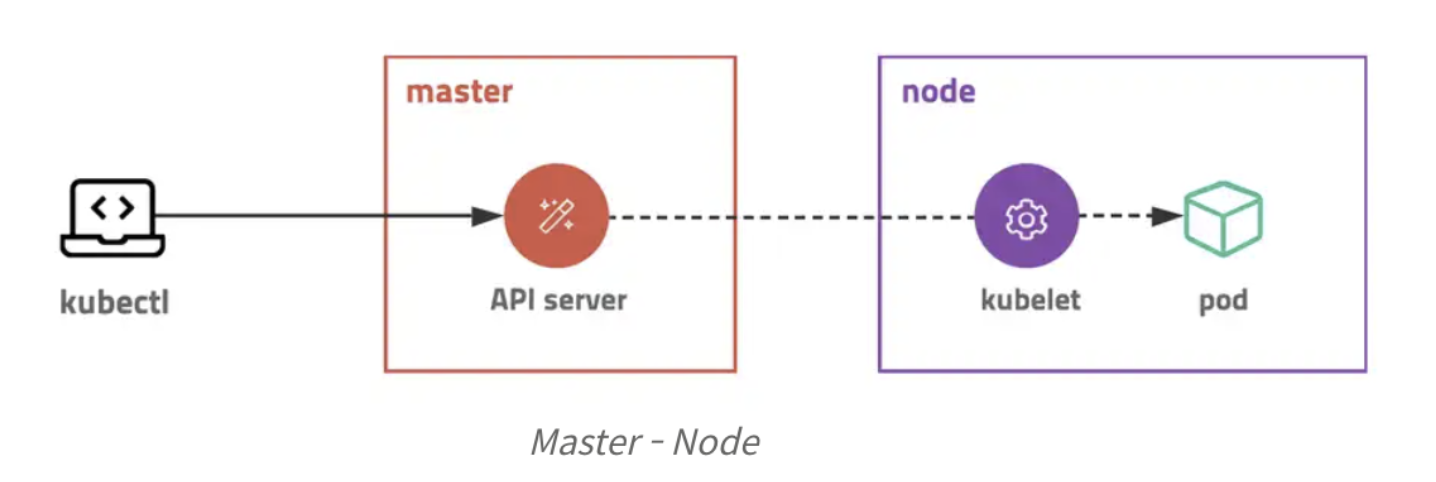 master
node
kubectl
API server
kubelet
pod
Master - Node